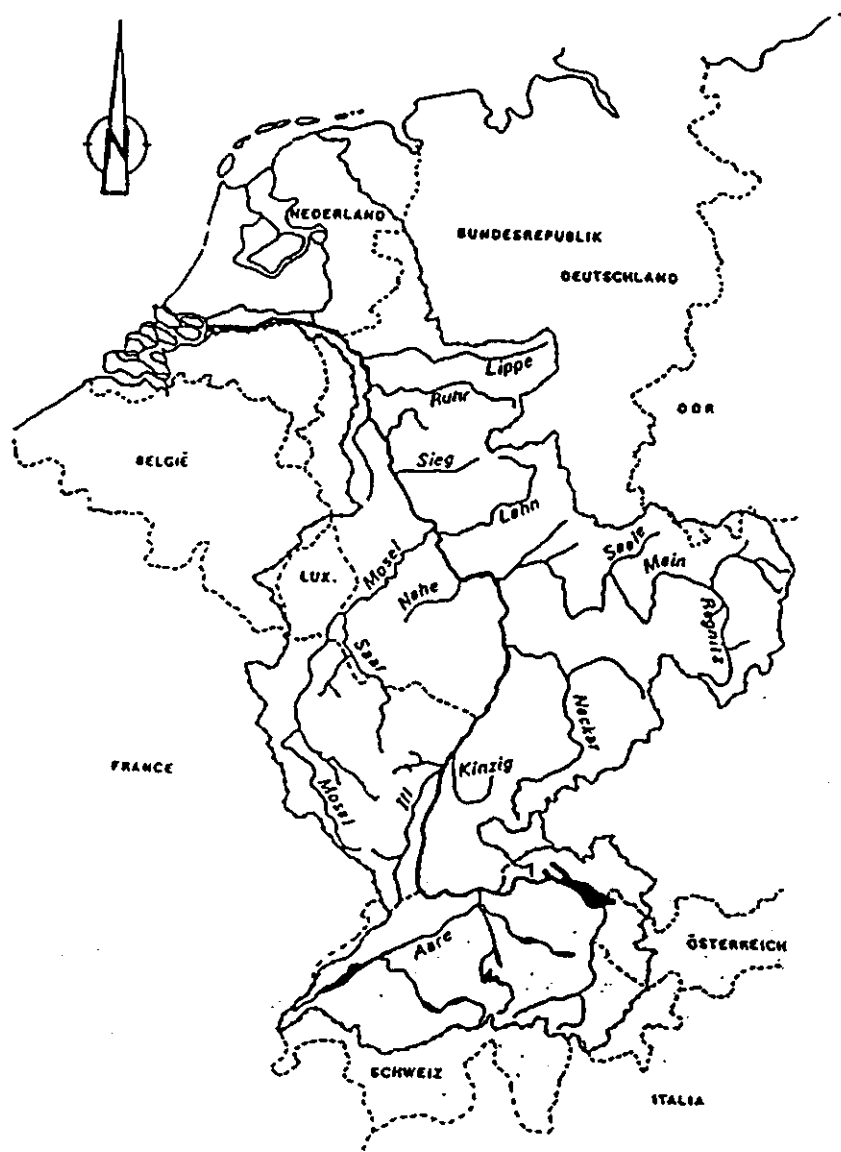 N
NEDERLAND
BUNDESREPUBLIK
DEUTSCHLAND
Lippe
Ruhr
DDR
BELGIË
Sieg
Lahn
Saale
Mosel
Main
LUX.
Nahe
Regnitz
Saar
Neckar
FRANCE
Kinzig
Mosel
Ill
Aare
ÖSTERREICH
SCHWEIZ
ITALIA